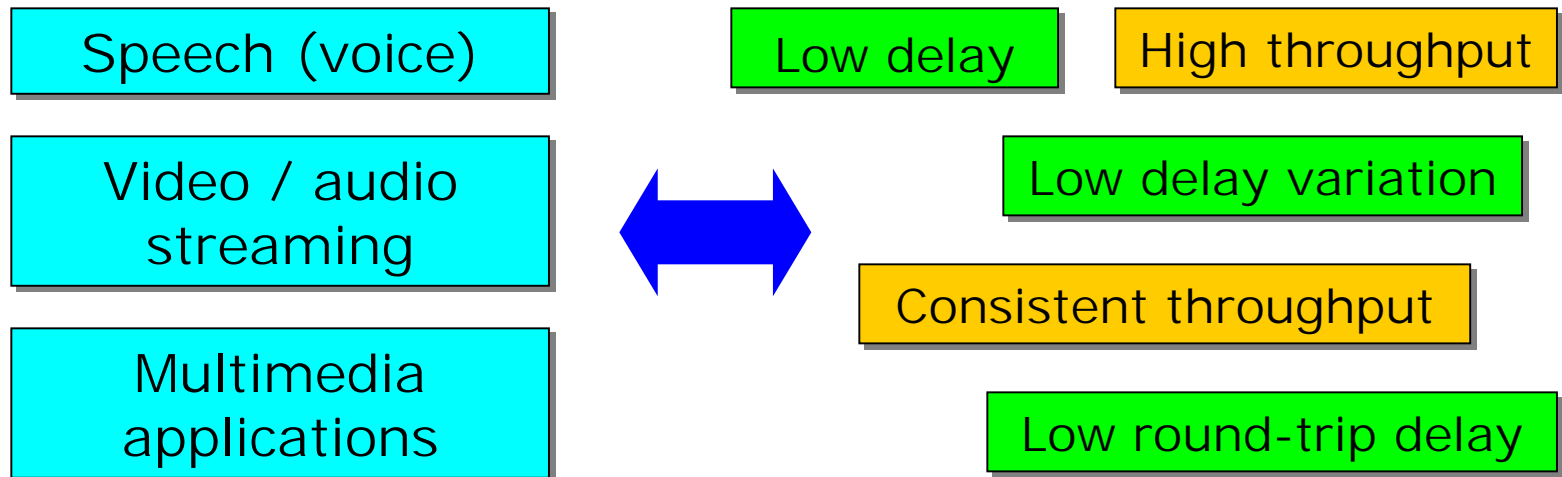 Speech (voice)
Video / audio
streaming
Multimedia
applications
Low delay
High throughput
Low delay variation
Consistent throughput
Low round-trip delay